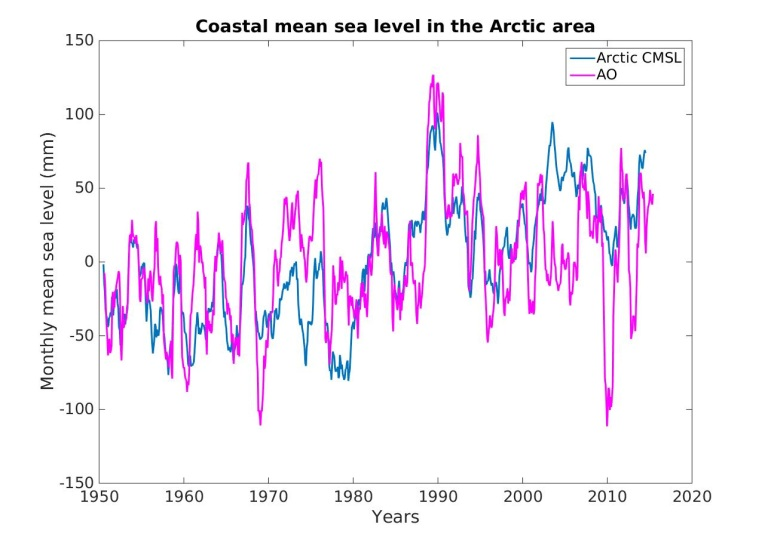 Coastal mean sea level in the Arctic area
Arctic CMSL
AO
Monthly mean sea level (mm)
150
100
50
0
-50
-100
-150
1950 1960 1970 1980 1990 2000 2010 2020
Years